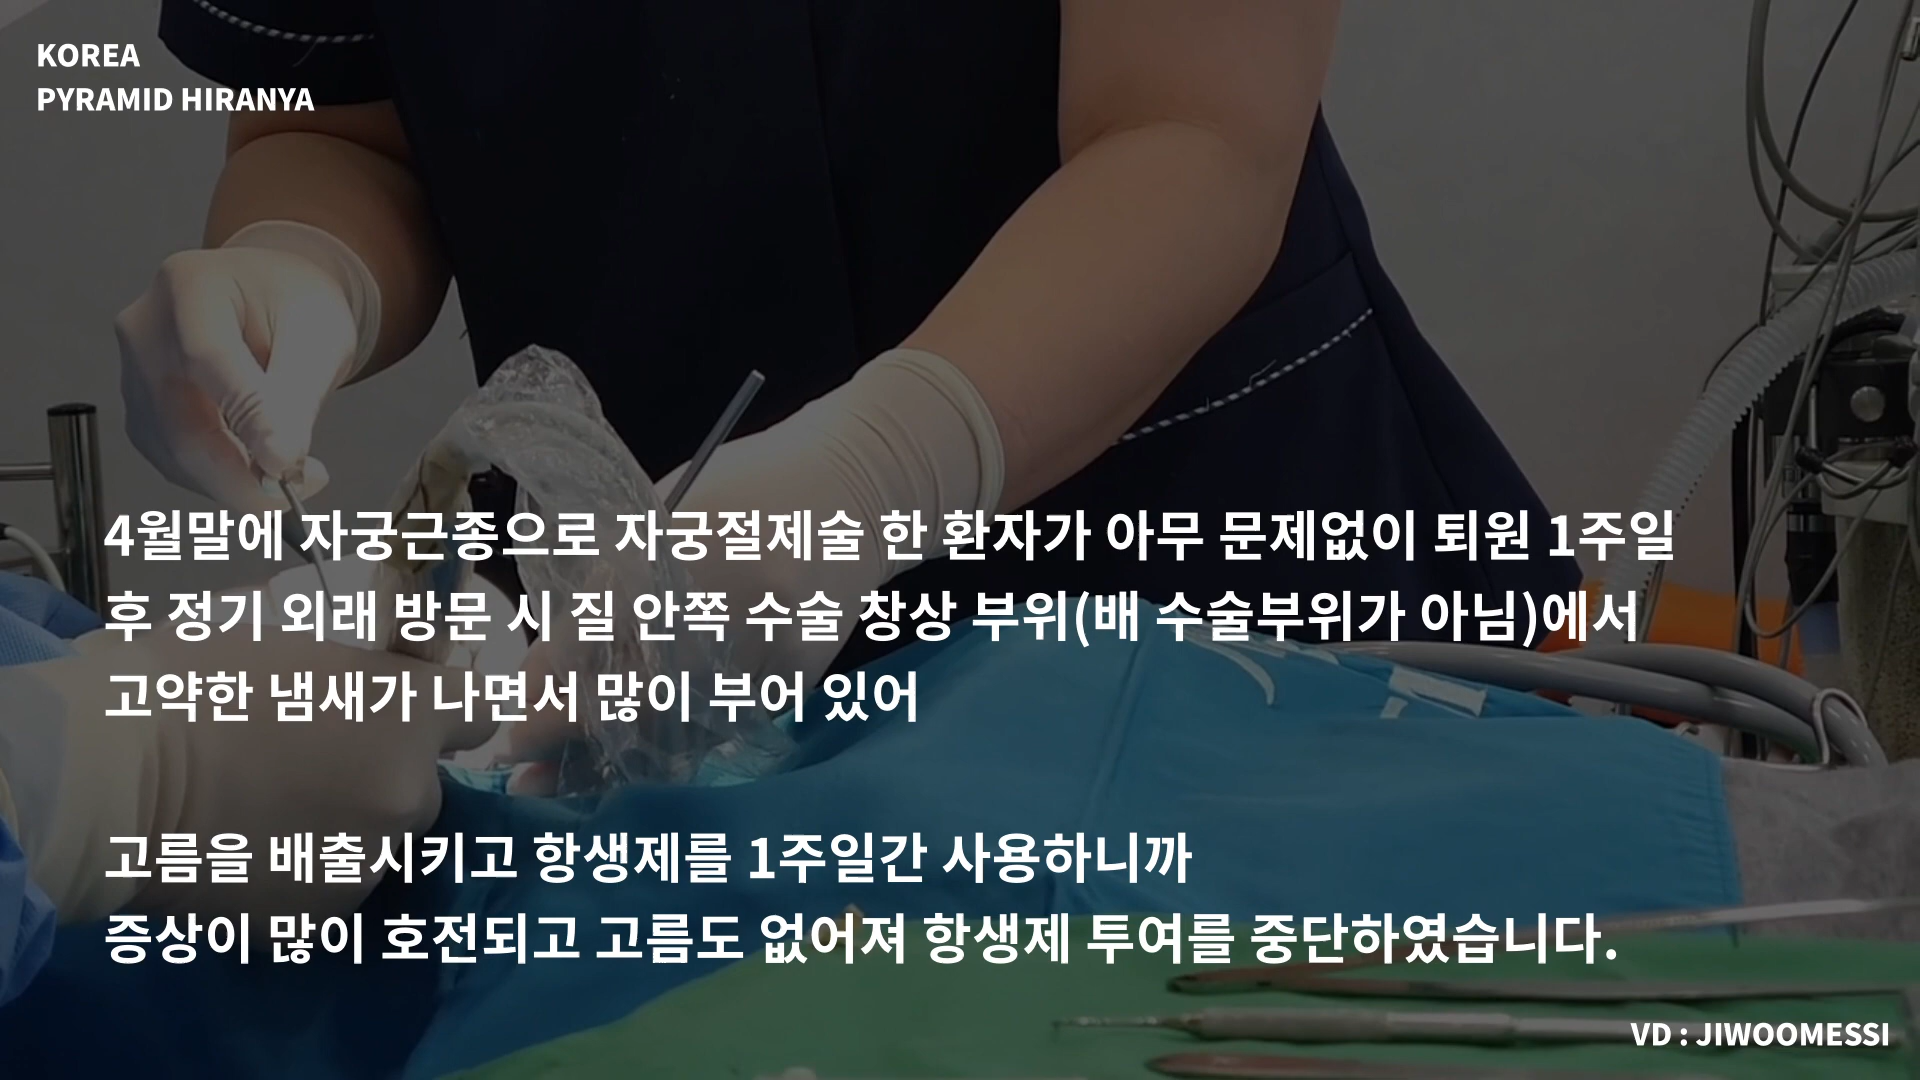 KOREA
PYRAMID HIRANYA
4월말에 자궁근종으로 자궁절제술 한 환자가 아무 문제없이 퇴원 1주일
후 정기 외래 방문 시 질 안쪽 수술 창상 부위(배 수술부위가 아님)에서
고약한 냄새가 나면서 많이 부어 있어
고름을 배출시키고 항생제를 1주일간 사용하니까
증상이 많이 호전되고 고름도 없어져 항생제 투여를 중단하였습니다.
VD : JIWOOMESSI